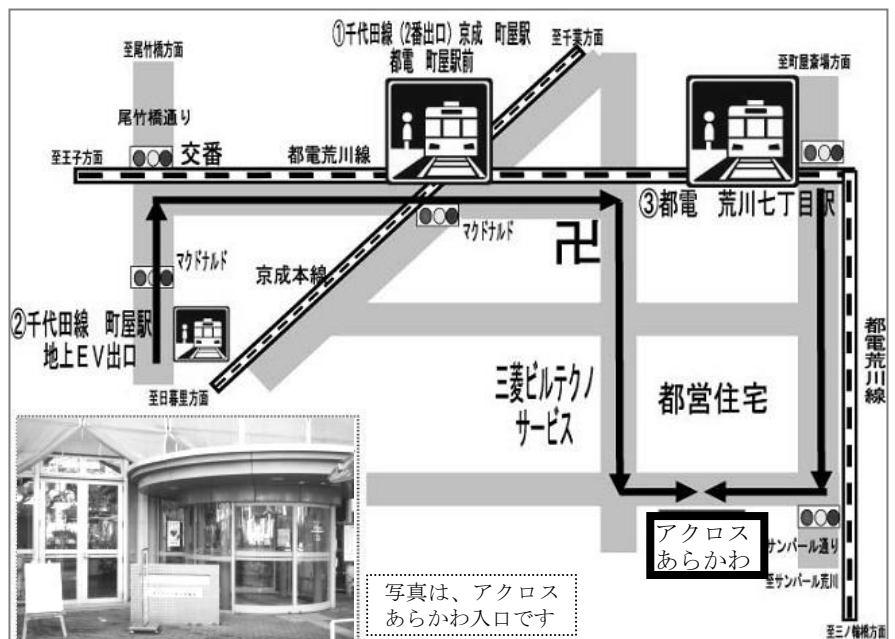 ①千代田線（2番出口）京成　町屋駅
都電　町屋駅前
至千葉方面
至尾竹橋方面
至町屋斎場方面
尾竹橋通り
交番
至王子方面
都電荒川線
③都電　荒川七丁目駅
マクドナルド
卍
マクドナルド
京成本線
②千代田線　町屋駅
地上ＥＶ出口
都電荒川線
至日暮里方面
三菱ビルテクノ
サービス
都営住宅
アクロス
あらかわ
サンパール通り
至サンパール荒川
写真は、アクロス
あらかわ入口です
至三ノ輪橋方面